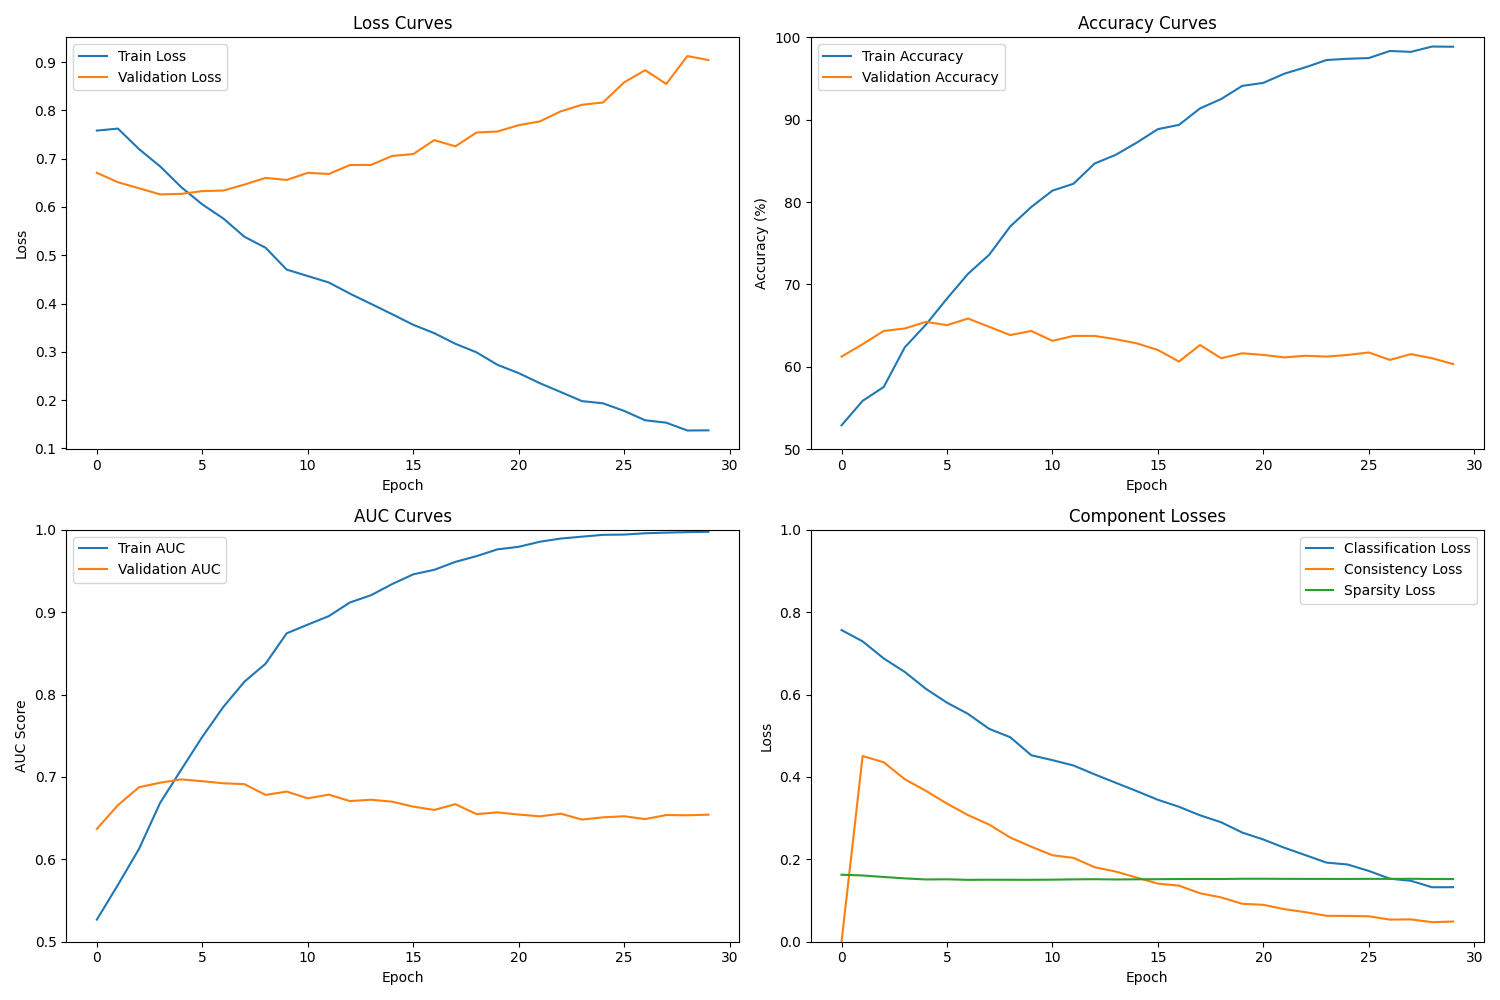 Loss Curves
Train Loss
Validation Loss
0.9
0.8
0.7
0.6
0.5
0.4
0.3
0.2
0.1
Loss
0 5 10 15 20 25 30
Epoch
Accuracy Curves
Train Accuracy
Validation Accuracy
100
90
80
70
60
50
Accuracy (%)
0 5 10 15 20 25 30
Epoch
AUC Curves
Train AUC
Validation AUC
1.0
0.9
0.8
0.7
0.6
0.5
AUC Score
0 5 10 15 20 25 30
Epoch
Component Losses
Classification Loss
Consistency Loss
Sparsity Loss
1.0
0.8
0.6
0.4
0.2
0.0
Loss
0 5 10 15 20 25 30
Epoch